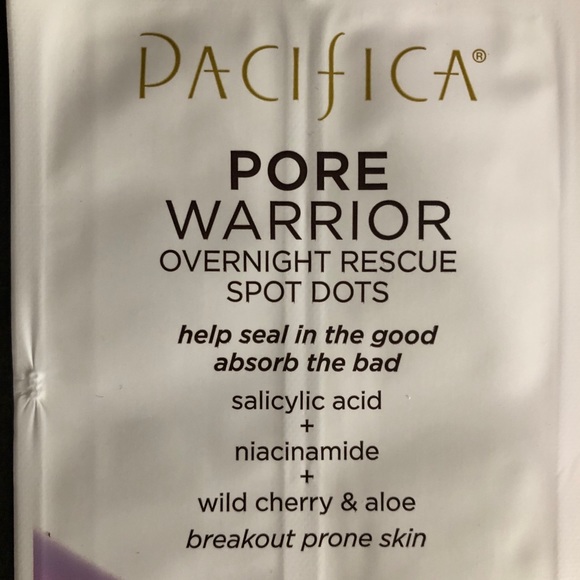 PACIFICA®
PORE
WARRIOR
OVERNIGHT RESCUE
SPOT DOTS
help seal in the good
absorb the bad
salicylic acid
+
niacinamide
+
wild cherry & aloe
breakout prone skin